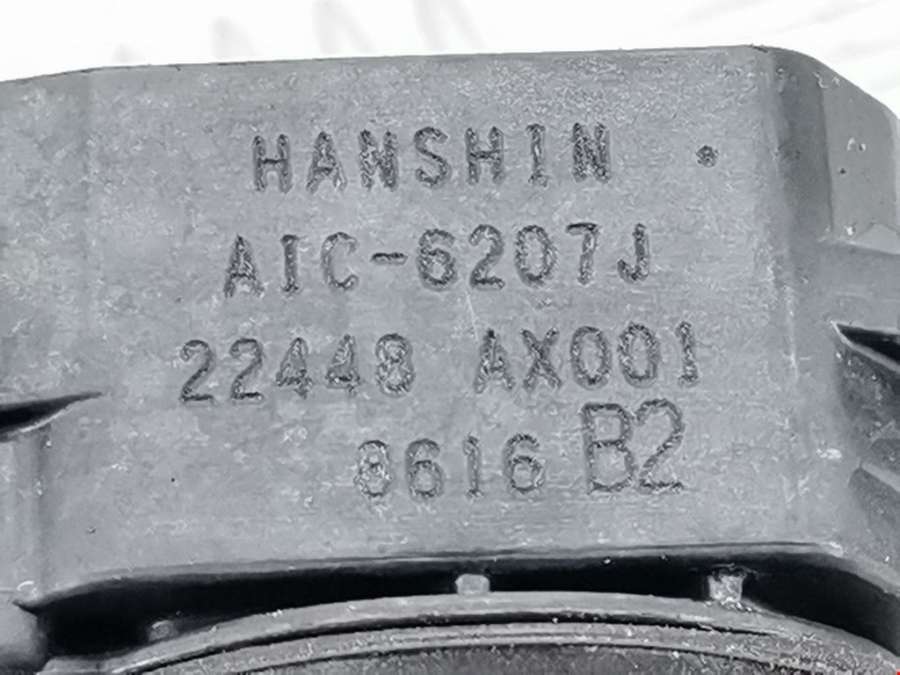 HANSHIN
AIC-6207J
22448 AX001
8616 B2